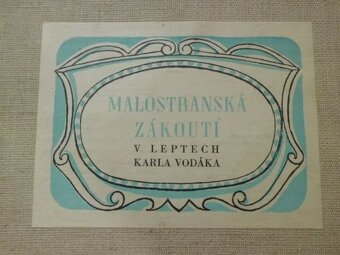 MALOSTRANSKÁ
ZÁKOUTÍ
V LEPTECH
KARLA VODÁKA